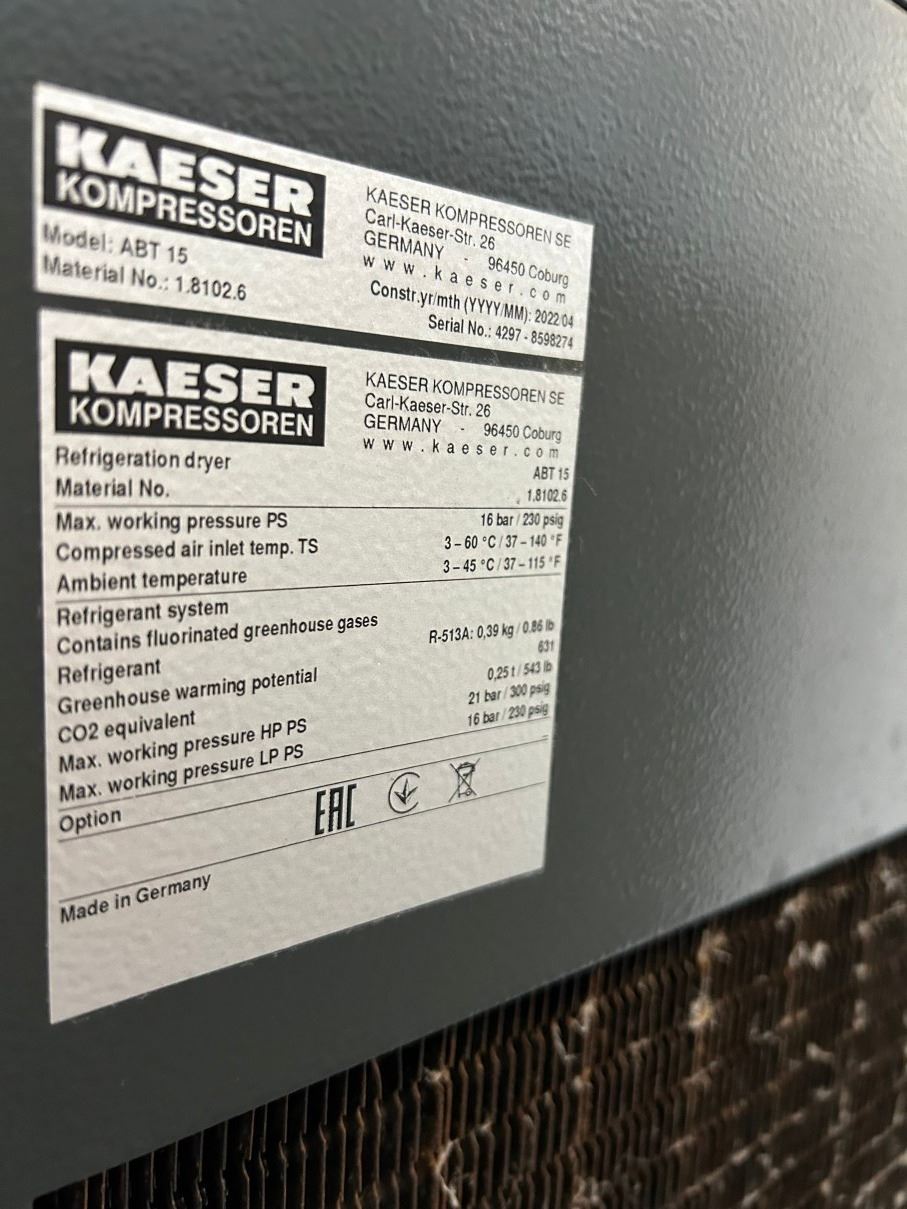 KAESER
KOMPRESSOREN
KAESER KOMPRESSOREN SE
Carl-Kaeser-Str. 26
GERMANY - 96450 Coburg
www.kaeser.com
Model: ABT 15
Material No.: 1.8102.6
Constr.yr/mth (YYYY/MM): 2022 04
Serial No.: 4297 - 8598274
KAESER
KOMPRESSOREN
KAESER KOMPRESSOREN SE
Carl-Kaeser-Str. 26
GERMANY - 96450 Coburg
www.kaeser.com
Refrigeration dryer ABT 15
Material No. 1.8102.6
Max. working pressure PS 16 bar / 230 psig
Compressed air inlet temp. TS 3 – 60 °C / 37 – 140 °F
Ambient temperature 3 – 45 °C / 37 – 115 °F
Refrigerant system
Contains fluorinated greenhouse gases
Refrigerant R-513A: 0,39 kg / 0.86 lb
Greenhouse warming potential 631
CO2 equivalent 0,25 t / 543 lb
Max. working pressure HP PS 21 bar / 300 psig
Max. working pressure LP PS 16 bar / 230 psig
Option
EAC
Made in Germany